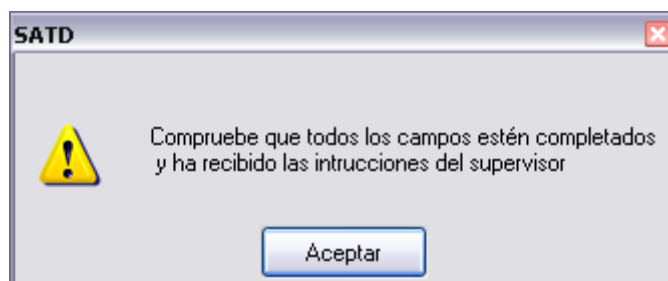 SATD
Compruebe que todos los campos estén completados
y ha recibido las intrucciones del supervisor
Aceptar